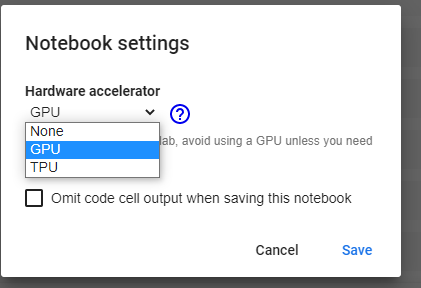 Notebook settings
Hardware accelerator
GPU
?
None
GPU
lab, avoid using a GPU unless you need
TPU
Omit code cell output when saving this notebook
Cancel Save